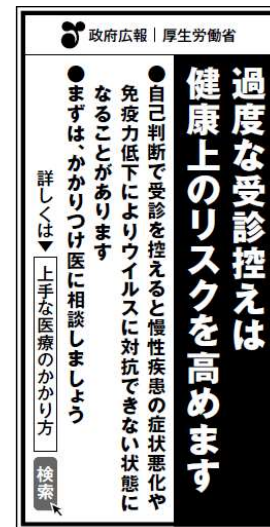 政府広報｜厚生労働省
過度な受診控えは
健康上のリスクを高めます
●自己判断で受診を控えると慢性疾患の症状悪化や
免疫力低下によりウイルスに対抗できない状態に
なることがあります
●まずは、かかりつけ医に相談しましょう
詳しくは▼ 上手な医療のかかり方 検索